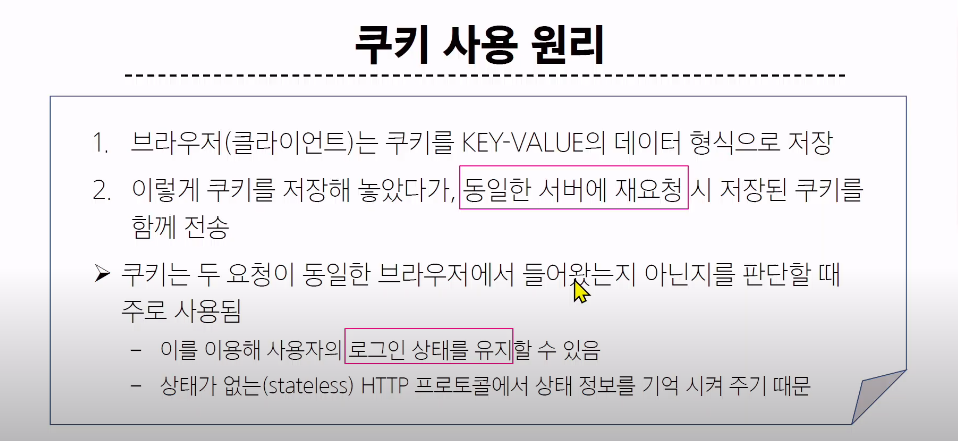 쿠키 사용 원리
1. 브라우저(클라이언트)는 쿠키를 KEY-VALUE의 데이터 형식으로 저장
2. 이렇게 쿠키를 저장해 놓았다가, 동일한 서버에 재요청 시 저장된 쿠키를
함께 전송
➤ 쿠키는 두 요청이 동일한 브라우저에서 들어왔는지 아닌지를 판단할 때
주로 사용됨
– 이를 이용해 사용자의 로그인 상태를 유지할 수 있음
– 상태가 없는(stateless) HTTP 프로토콜에서 상태 정보를 기억 시켜 주기 때문